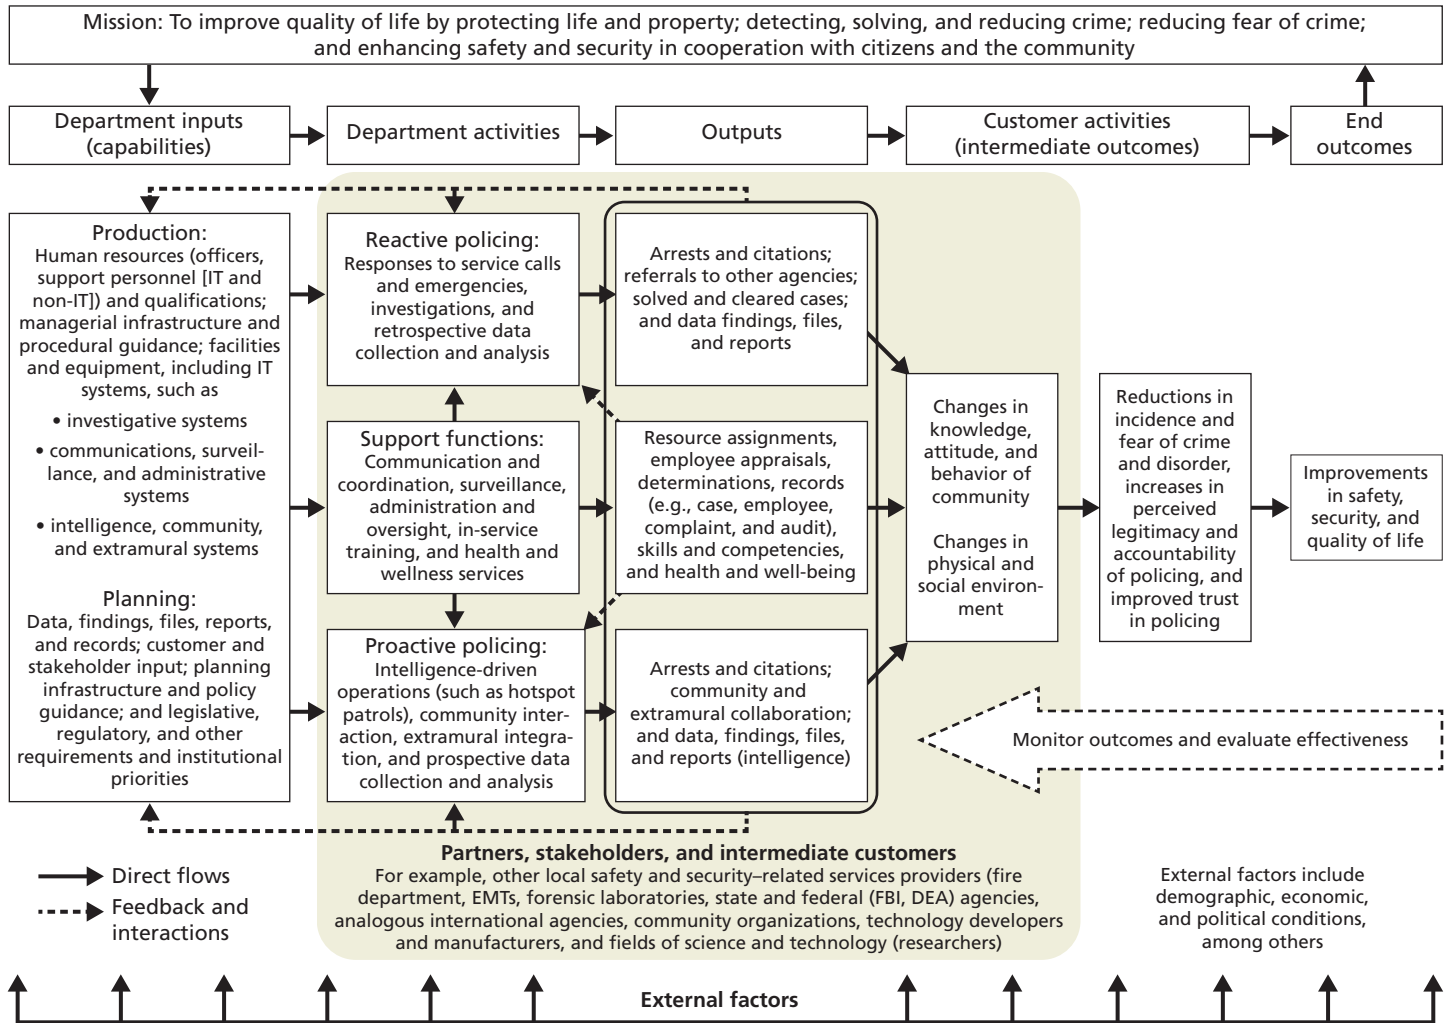 Mission: To improve quality of life by protecting life and property; detecting, solving, and reducing crime; reducing fear of crime;
and enhancing safety and security in cooperation with citizens and the community
Department inputs
(capabilities)
Department activities
Outputs
Customer activities
(intermediate outcomes)
End
outcomes
Production:
Human resources (officers,
support personnel [IT and
non-IT]) and qualifications;
managerial infrastructure and
procedural guidance; facilities
and equipment, including IT
systems, such as
• investigative systems
• communications, surveil-
lance, and administrative
systems
• intelligence, community,
and extramural systems
Planning:
Data, findings, files, reports,
and records; customer and
stakeholder input; planning
infrastructure and policy
guidance; and legislative,
regulatory, and other
requirements and institutional
priorities
Reactive policing:
Responses to service calls
and emergencies,
investigations, and
retrospective data
collection and analysis
Support functions:
Communication and
coordination, surveillance,
administration and
oversight, in-service
training, and health and
wellness services
Proactive policing:
Intelligence-driven
operations (such as hotspot
patrols), community inter-
action, extramural integra-
tion, and prospective data
collection and analysis
Arrests and citations;
referrals to other agencies;
solved and cleared cases;
and data findings, files,
and reports
Resource assignments,
employee appraisals,
determinations, records
(e.g., case, employee,
complaint, and audit),
skills and competencies,
and health and well-being
Arrests and citations;
community and
extramural collaboration;
and data, findings, files,
and reports (intelligence)
Changes in
knowledge,
attitude, and
behavior of
community
Changes in
physical and
social environ-
ment
Reductions in
incidence and
fear of crime
and disorder,
increases in
perceived
legitimacy and
accountability
of policing, and
improved trust
in policing
Improvements
in safety,
security, and
quality of life
Monitor outcomes and evaluate effectiveness
Partners, stakeholders, and intermediate customers
For example, other local safety and security–related services providers (fire
department, EMTs, forensic laboratories, state and federal (FBI, DEA) agencies,
analogous international agencies, community organizations, technology developers
and manufacturers, and fields of science and technology (researchers)
Direct flows
Feedback and
interactions
External factors include
demographic, economic,
and political conditions,
among others
External factors